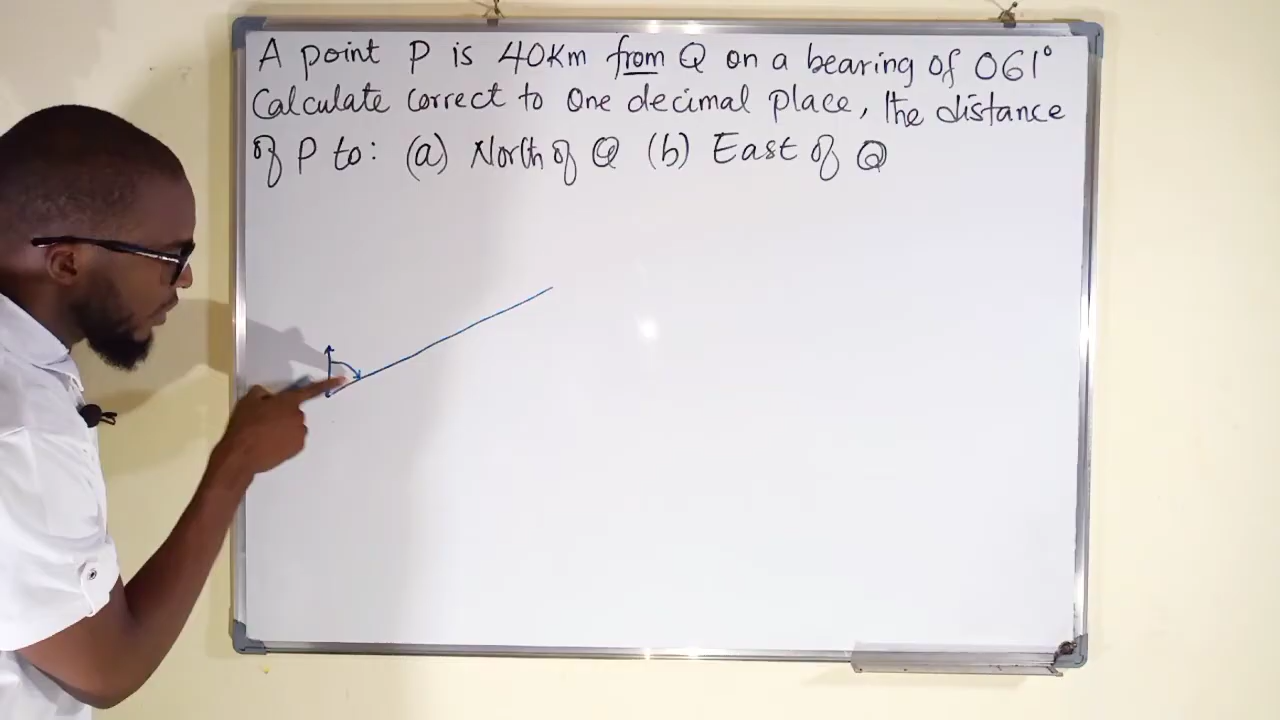 A point P is 40Km from Q on a bearing of 061°
Calculate correct to one decimal place, the distance
of P to: (a) North of Q (b) East of Q